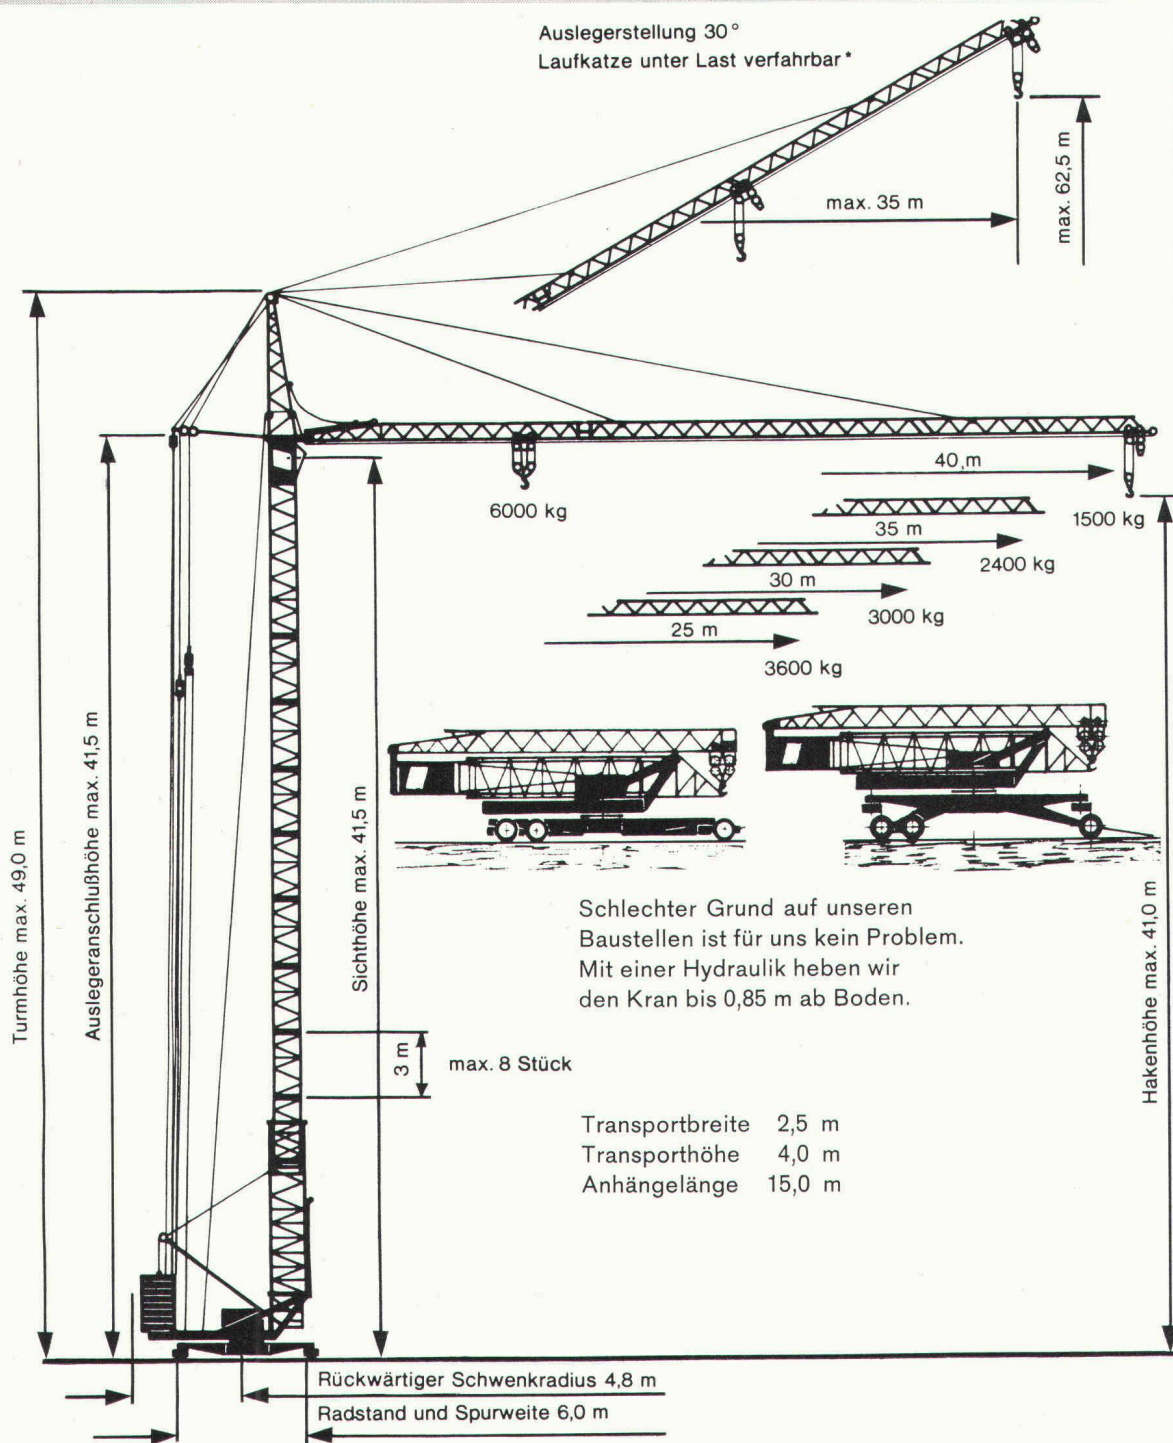 Auslegerstellung 30°
Laufkatze unter Last verfahrbar*
max. 35 m
max. 62,5 m
40,m
6000 kg
1500 kg
35 m
2400 kg
30 m
3000 kg
25 m
3600 kg
Turmhöhe max. 49,0 m
Auslegeranschlußhöhe max. 41,5 m
Sichthöhe max. 41,5 m
Hakenhöhe max. 41,0 m
Schlechter Grund auf unseren
Baustellen ist für uns kein Problem.
Mit einer Hydraulik heben wir
den Kran bis 0,85 m ab Boden.
3 m
max. 8 Stück
Transportbreite 2,5 m
Transporthöhe 4,0 m
Anhängelänge 15,0 m
Rückwärtiger Schwenkradius 4,8 m
Radstand und Spurweite 6,0 m